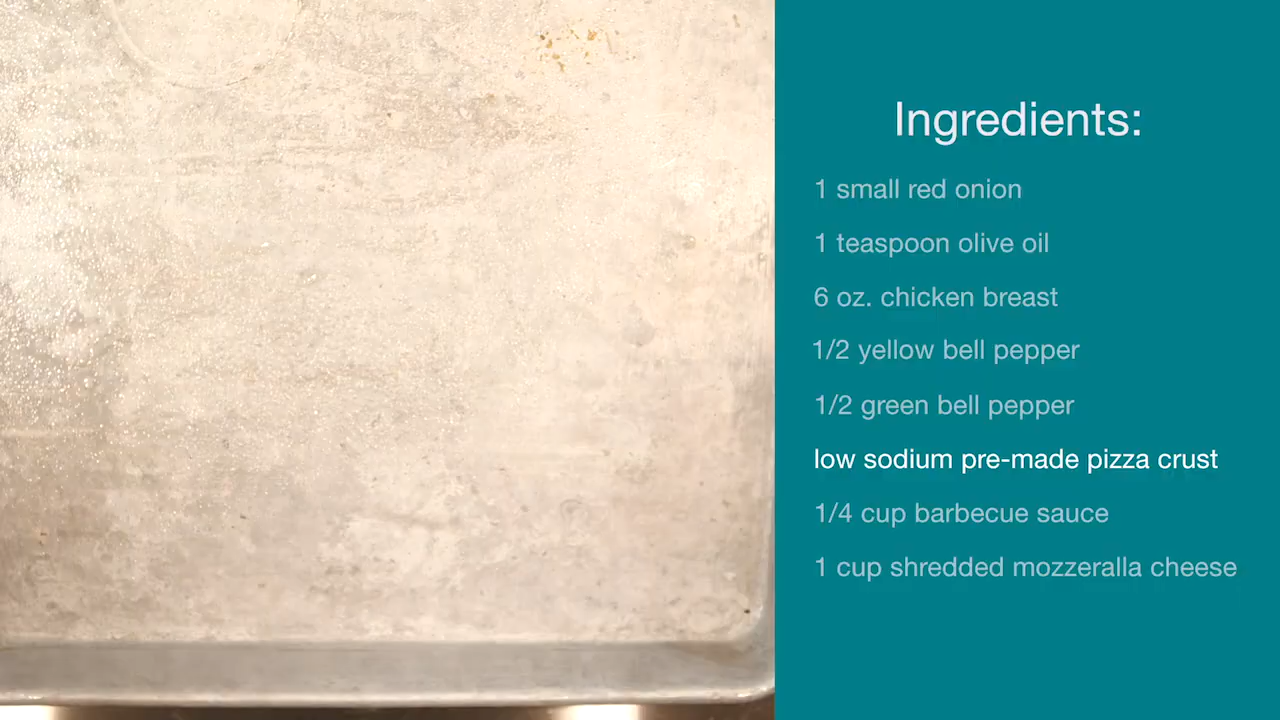 Ingredients:
1 small red onion
1 teaspoon olive oil
6 oz. chicken breast
1/2 yellow bell pepper
1/2 green bell pepper
low sodium pre-made pizza crust
1/4 cup barbecue sauce
1 cup shredded mozzeralla cheese